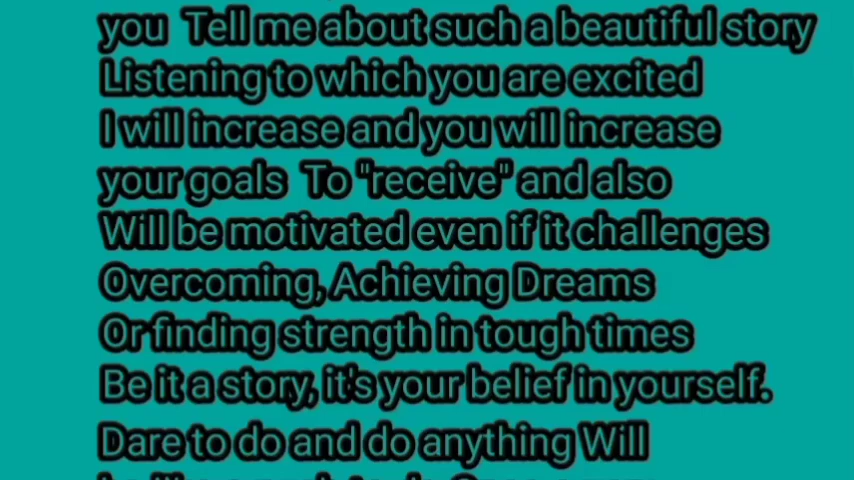 you Tell me about such a beautiful story
Listening to which you are excited
I will increase and you will increase
your goals To "receive" and also
Will be motivated even if it challenges
Overcoming, Achieving Dreams
Or finding strength in tough times
Be it a story, it's your belief in yourself.
Dare to do and do anything Will